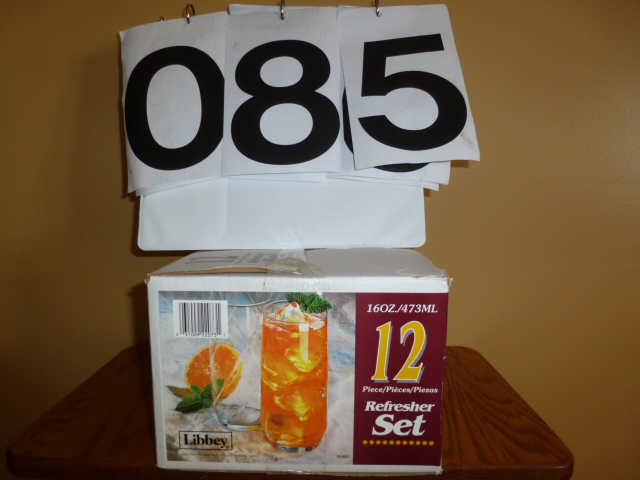 085
16OZ./473ML
12
Piece/Pièces/Piezas
Refresher
Set
Libbey